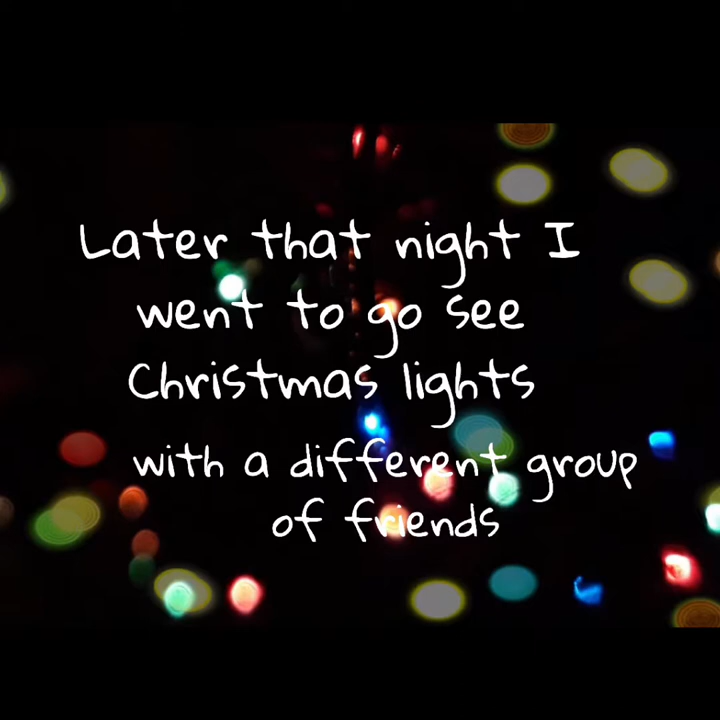 Later that night I
went to go see
Christmas lights
with a different group
of friends